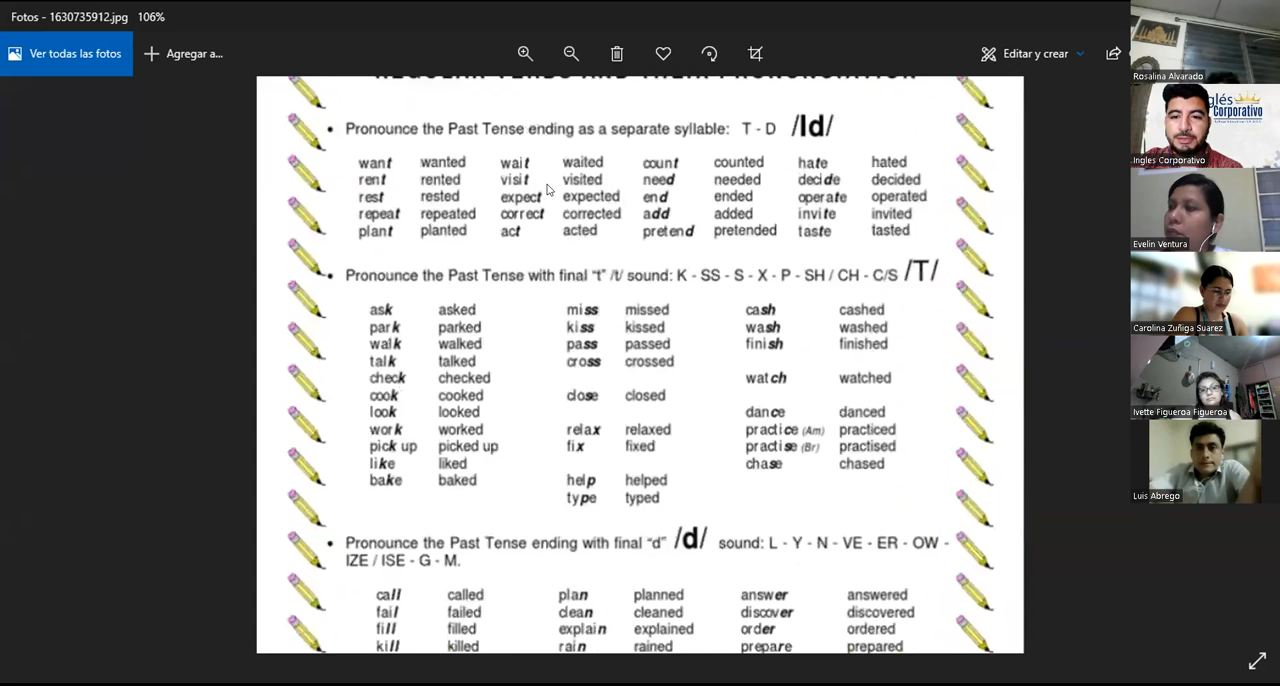 Fotos - 1630735912.jpg 106%
Ver todas las fotos
Agregar a...
Editar y crear
REGULAR VERBS AND THEIR PRONUNCIATION
• Pronounce the Past Tense ending as a separate syllable: T - D /Id/
want wanted wait waited count counted hate hated
rent rented visit visited need needed decide decided
rest rested expect expected end ended operate operated
repeat repeated correct corrected add added invite invited
plant planted act acted pretend pretended taste tasted
• Pronounce the Past Tense with final “t” /t/ sound: K - SS - S - X - P - SH / CH - C/S /T/
ask asked miss missed cash cashed
park parked kiss kissed wash washed
walk walked pass passed finish finished
talk talked cross crossed
check checked watch watched
cook cooked close closed
look looked dance danced
work worked relax relaxed practice (Am) practiced
pick up picked up fix fixed practise (Br) practised
like liked chase chased
bake baked help helped
type typed
• Pronounce the Past Tense ending with final “d” /d/ sound: L - Y - N - VE - ER - OW -
IZE / ISE - G - M.
call called plan planned answer answered
fail failed clean cleaned discover discovered
fill filled explain explained order ordered
kill killed rain rained prepare prepared
Rosalina Alvarado
Inglés
Corporativo
Ingles Corporativo
Evelin Ventura
Carolina Zuñiga Suarez
Ivette Figueroa Figueroa
Luis Abrego